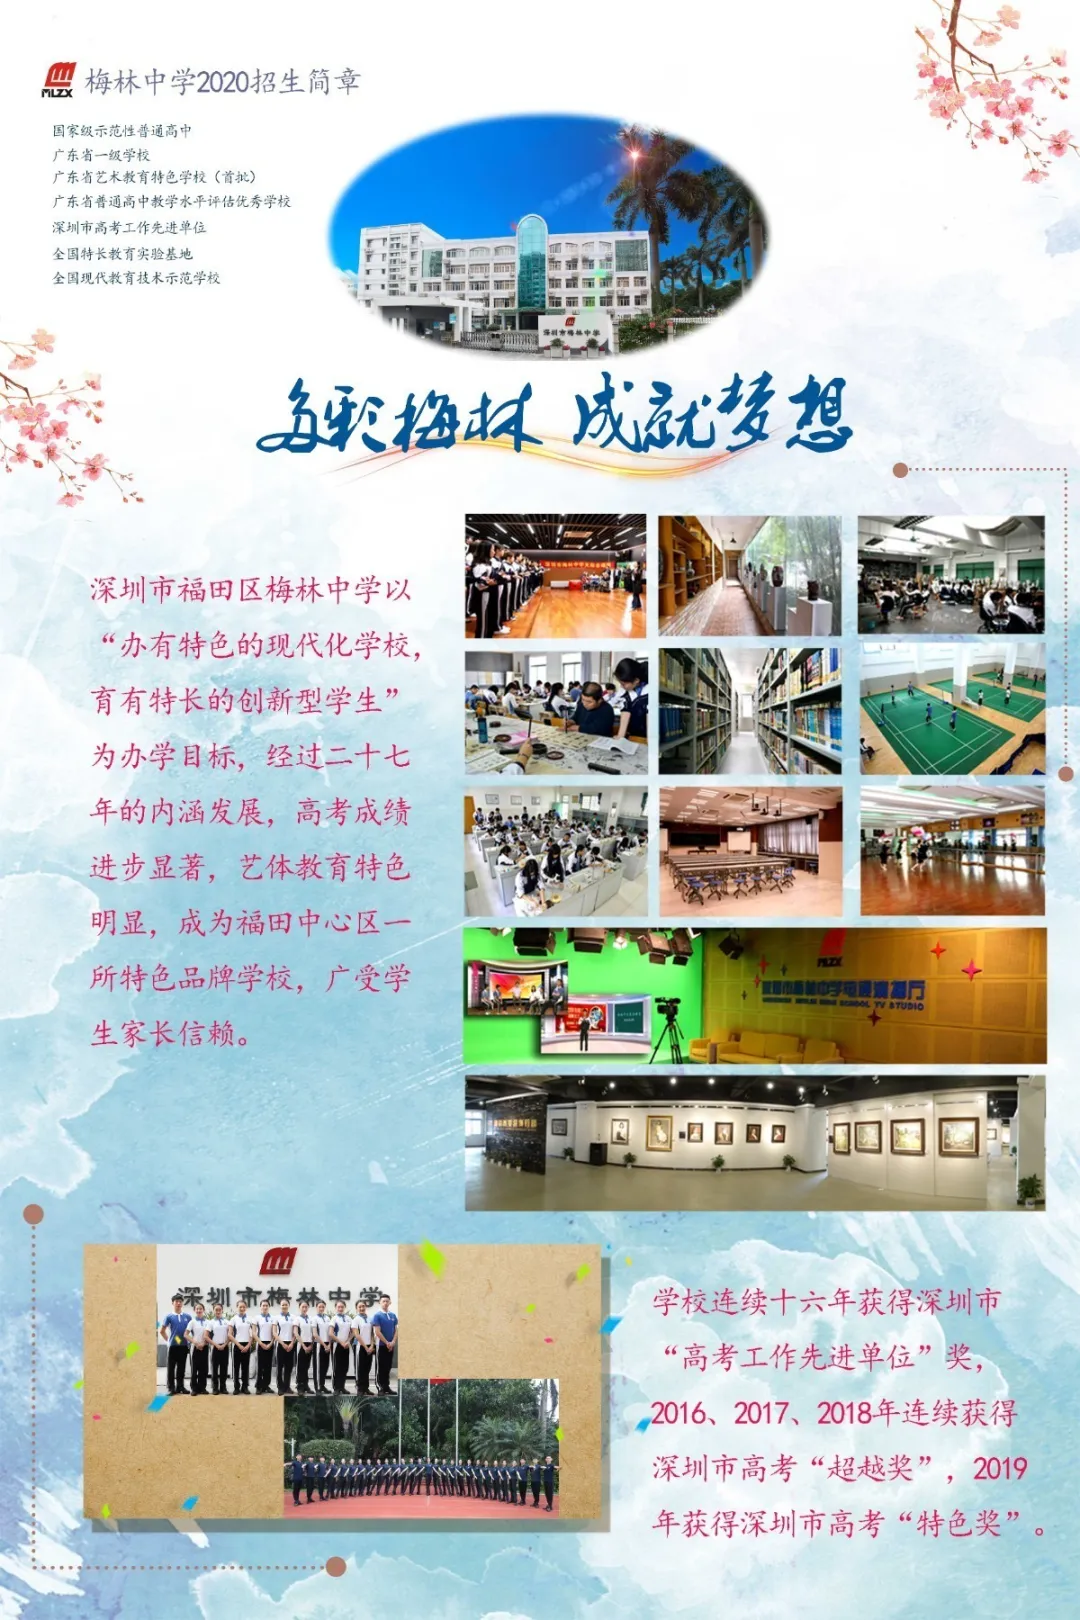 MLZX 梅林中学2020招生简章
国家级示范性普通高中
广东省一级学校
广东省艺术教育特色学校（首批）
广东省普通高中教学水平评估优秀学校
深圳市高考工作先进单位
全国特长教育实验基地
全国现代教育技术示范学校
深圳市梅林中学
多彩梅林 成就梦想
深圳市福田区梅林中学以
“办有特色的现代化学校，
育有特长的创新型学生”
为办学目标，经过二十七
年的内涵发展，高考成绩
进步显著，艺体教育特色
明显，成为福田中心区一
所特色品牌学校，广受学
生家长信赖。
MLZX
深圳市梅林中学
学校连续十六年获得深圳市
“高考工作先进单位”奖，
2016、2017、2018年连续获得
深圳市高考“超越奖”，2019
年获得深圳市高考“特色奖”。